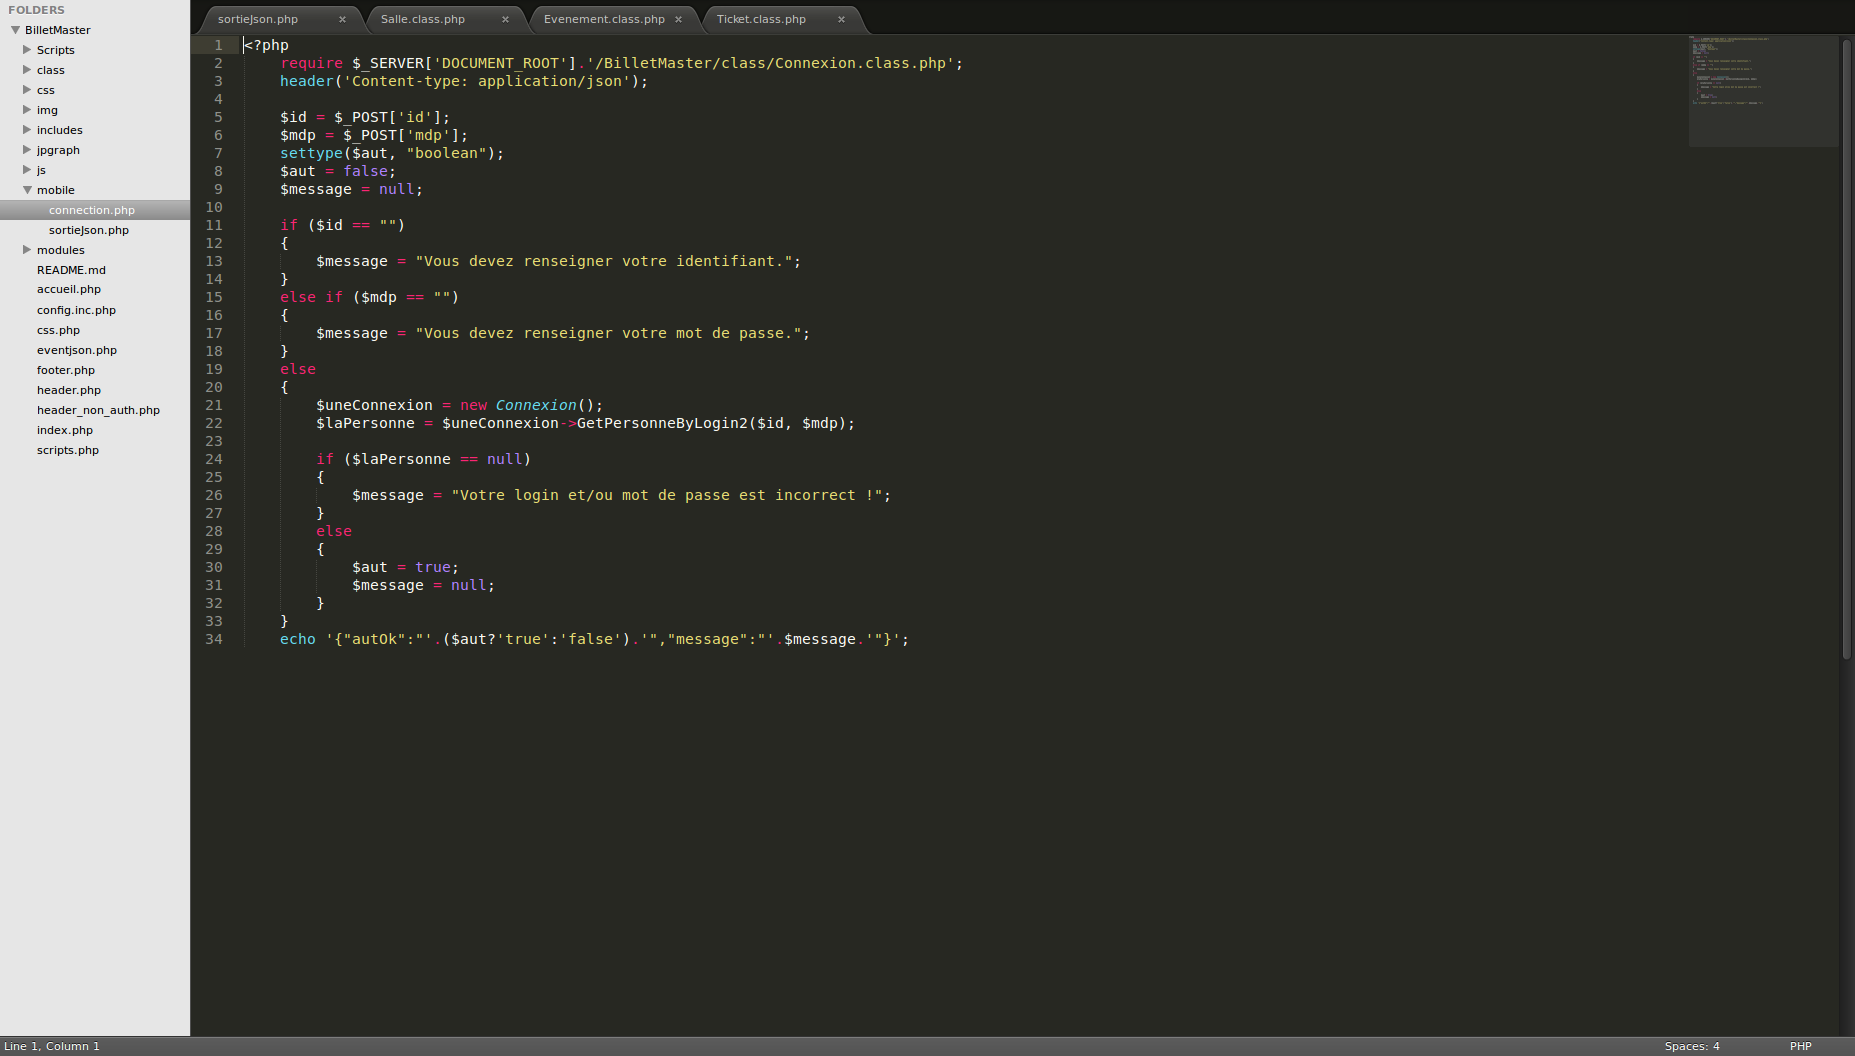 FOLDERS
BilletMaster
Scripts
class
css
img
includes
jpgraph
js
mobile
connection.php
sortieJson.php
modules
README.md
accueil.php
config.inc.php
css.php
eventjson.php
footer.php
header.php
header_non_auth.php
index.php
scripts.php
sortieJson.php × Salle.class.php × Evenement.class.php × Ticket.class.php ×
1 <?php
2     require $_SERVER['DOCUMENT_ROOT'].'/BilletMaster/class/Connexion.class.php';
3     header('Content-type: application/json');
4
5     $id = $_POST['id'];
6     $mdp = $_POST['mdp'];
7     settype($aut, "boolean");
8     $aut = false;
9     $message = null;
10
11     if ($id == "")
12     {
13         $message = "Vous devez renseigner votre identifiant.";
14     }
15     else if ($mdp == "")
16     {
17         $message = "Vous devez renseigner votre mot de passe.";
18     }
19     else
20     {
21         $uneConnexion = new Connexion();
22         $laPersonne = $uneConnexion->GetPersonneByLogin2($id, $mdp);
23
24         if ($laPersonne == null)
25         {
26             $message = "Votre login et/ou mot de passe est incorrect !";
27         }
28         else
29         {
30             $aut = true;
31             $message = null;
32         }
33     }
34     echo '{"autOk":"'.($aut?'true':'false').'","message":"'.$message.'"}';
Line 1, Column 1
Spaces: 4
PHP